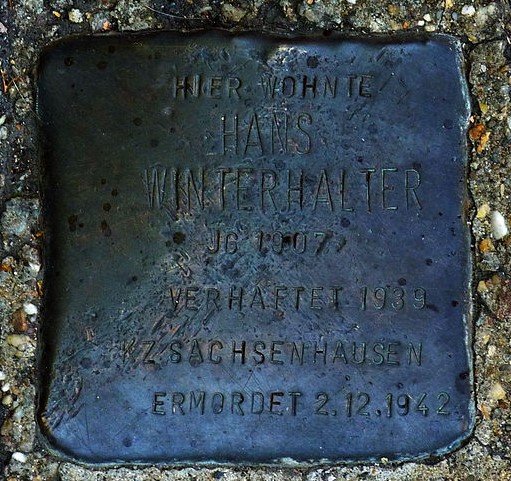 HIER WOHNTE
HANS
WINTERHALTER
JG 1907
VERHAFTET 1939
KZ SACHSENHAUSEN
ERMORDET 2.12.1942